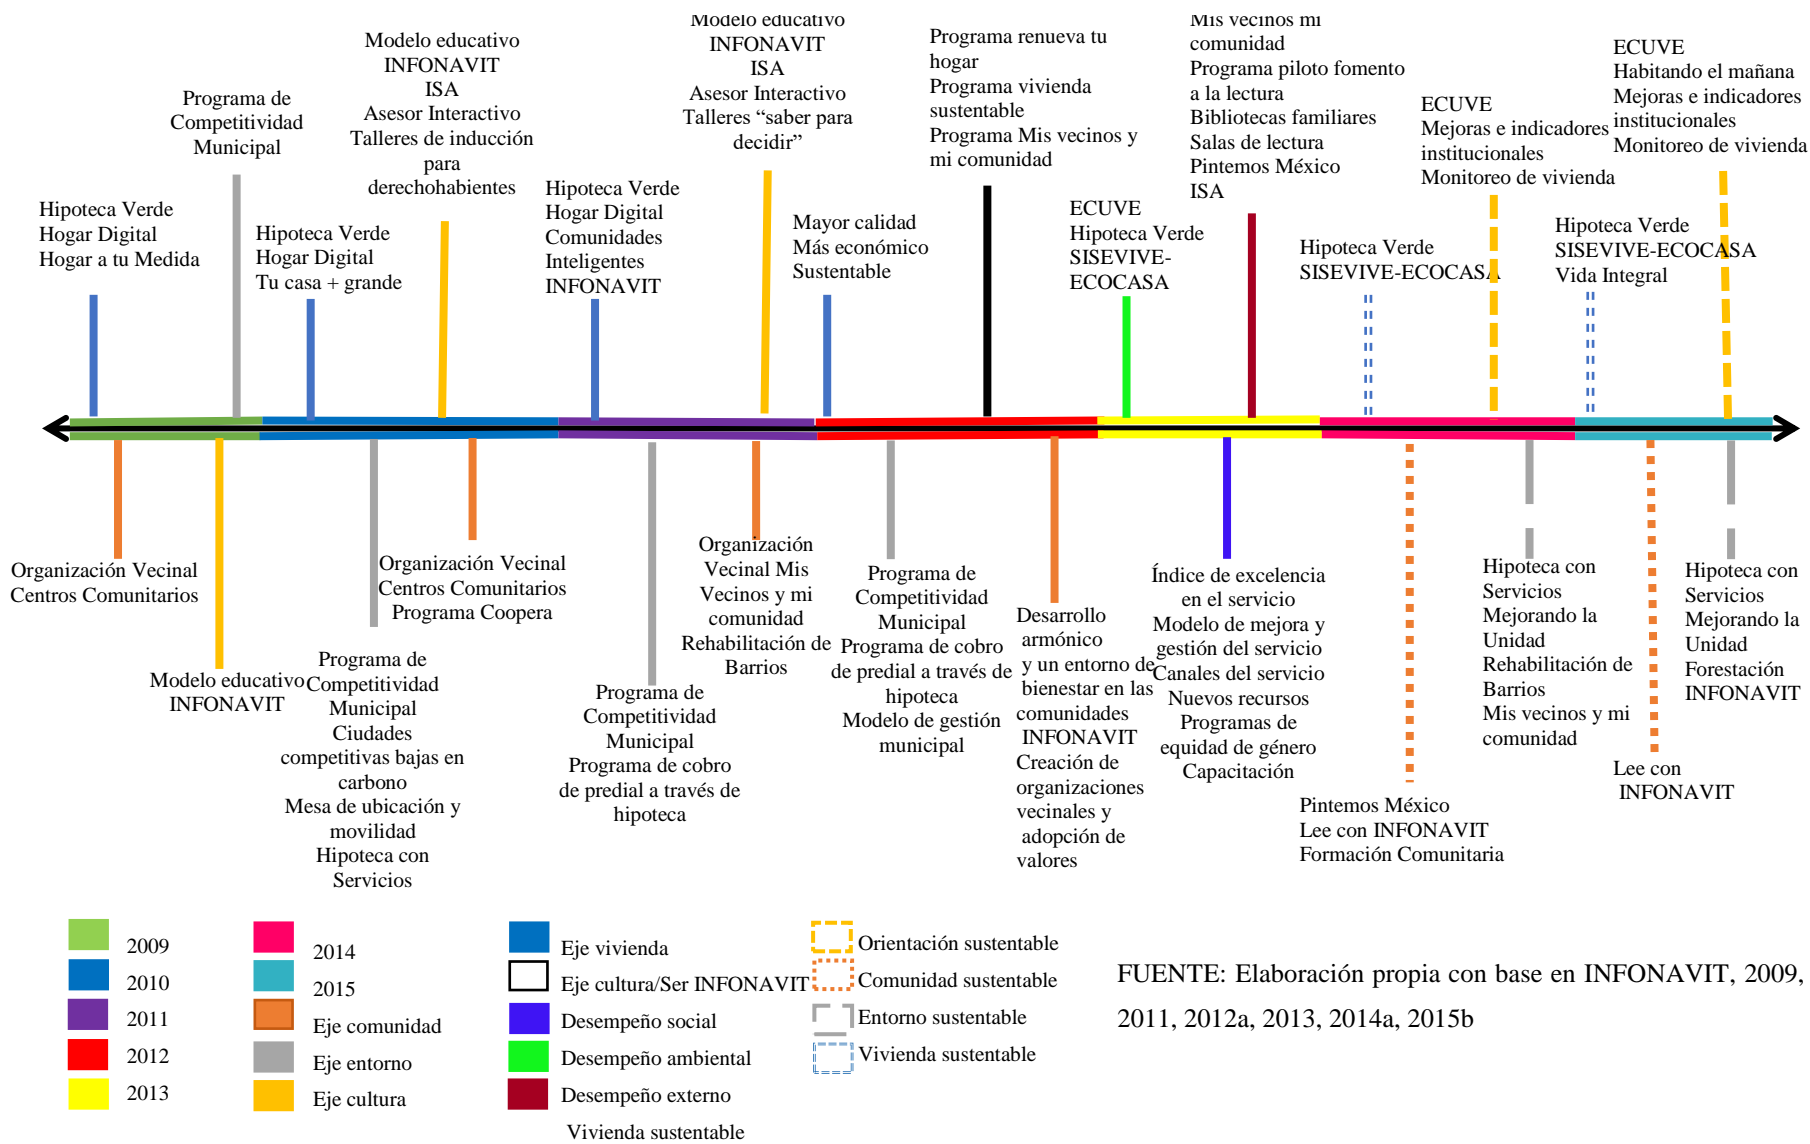 Hipoteca Verde
Hogar Digital
Hogar a tu Medida
Programa de
Competitividad
Municipal
Hipoteca Verde
Hogar Digital
Tu casa + grande
Modelo educativo
INFONAVIT
ISA
Asesor Interactivo
Talleres de inducción
para
derechohabientes
Hipoteca Verde
Hogar Digital
Comunidades
Inteligentes
INFONAVIT
Modelo educativo
INFONAVIT
ISA
Asesor Interactivo
Talleres “saber para
decidir”
Mayor calidad
Más económico
Sustentable
Programa renueva tu
hogar
Programa vivienda
sustentable
Programa Mis vecinos y
mi comunidad
ECUVE
Hipoteca Verde
SISEVIVE-
ECOCASA
Mis vecinos mi
comunidad
Programa piloto fomento
a la lectura
Bibliotecas familiares
Salas de lectura
Pintemos México
ISA
Hipoteca Verde
SISEVIVE-ECOCASA
ECUVE
Mejoras e indicadores
institucionales
Monitoreo de vivienda
Hipoteca Verde
SISEVIVE-ECOCASA
Vida Integral
ECUVE
Habitando el mañana
Mejoras e indicadores
institucionales
Monitoreo de vivienda
Organización Vecinal
Centros Comunitarios
Modelo educativo
INFONAVIT
Programa de
Competitividad
Municipal
Ciudades
competitivas bajas en
carbono
Mesa de ubicación y
movilidad
Hipoteca con
Servicios
Organización Vecinal
Centros Comunitarios
Programa Coopera
Programa de
Competitividad
Municipal
Programa de cobro
de predial a través de
hipoteca
Organización
Vecinal Mis
Vecinos y mi
comunidad
Rehabilitación de
Barrios
Programa de
Competitividad
Municipal
Programa de cobro
de predial a través de
hipoteca
Modelo de gestión
municipal
Desarrollo
armónico
y un entorno de
bienestar en las
comunidades
INFONAVIT
Creación de
organizaciones
vecinales y
adopción de
valores
Índice de excelencia
en el servicio
Modelo de mejora y
gestión del servicio
Canales del servicio
Nuevos recursos
Programas de
equidad de género
Capacitación
Pintemos México
Lee con INFONAVIT
Formación Comunitaria
Hipoteca con
Servicios
Mejorando la
Unidad
Rehabilitación de
Barrios
Mis vecinos y mi
comunidad
Lee con
INFONAVIT
Hipoteca con
Servicios
Mejorando la
Unidad
Forestación
INFONAVIT
2009
2010
2011
2012
2013
2014
2015
Eje comunidad
Eje entorno
Eje cultura
Eje vivienda
Eje cultura/Ser INFONAVIT
Desempeño social
Desempeño ambiental
Desempeño externo
Vivienda sustentable
Orientación sustentable
Comunidad sustentable
Entorno sustentable
Vivienda sustentable
FUENTE: Elaboración propia con base en INFONAVIT, 2009,
2011, 2012a, 2013, 2014a, 2015b